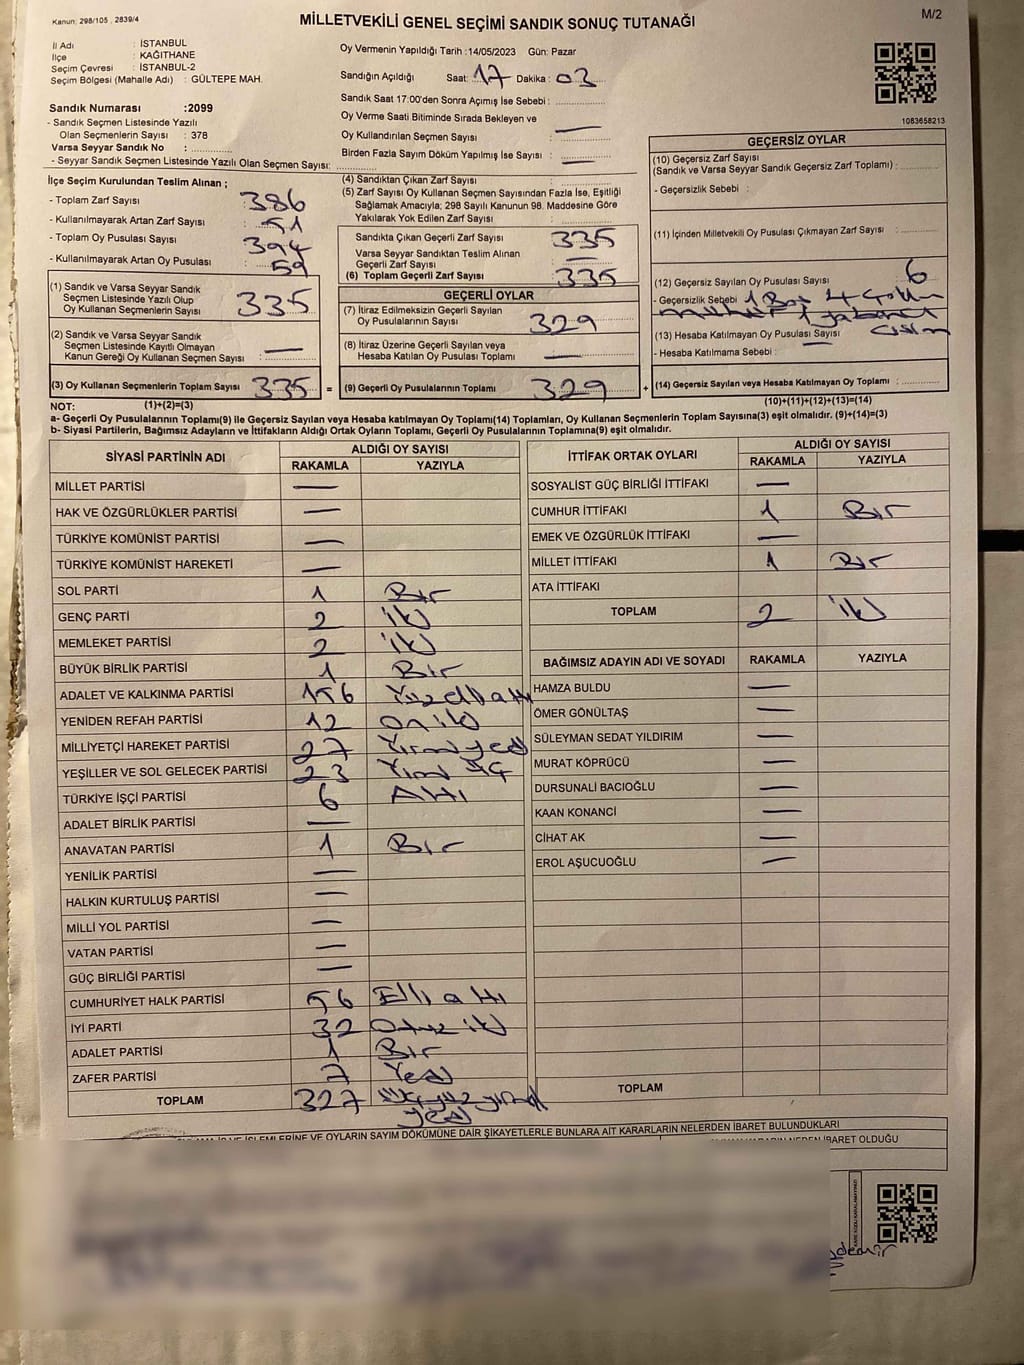 Kanun: 298/105 , 2839/4
MİLLETVEKİLİ GENEL SEÇİMİ SANDIK SONUÇ TUTANAĞI
M/2
İl Adı : İSTANBUL
İlçe : KAĞITHANE
Seçim Çevresi : İSTANBUL-2
Seçim Bölgesi (Mahalle Adı) : GÜLTEPE MAH.
Sandık Numarası :2099
- Sandık Seçmen Listesinde Yazılı
Olan Seçmenlerin Sayısı : 378
Varsa Seyyar Sandık No :
- Seyyar Sandık Seçmen Listesinde Yazılı Olan Seçmen Sayısı:
Oy Vermenin Yapıldığı Tarih :14/05/2023 Gün: Pazar
Sandığın Açıldığı Saat: 17 Dakika : 03
Sandık Saat 17:00'den Sonra Açımış İse Sebebi :
Oy Verme Saati Bitiminde Sırada Bekleyen ve
Oy Kullandırılan Seçmen Sayısı : —
Birden Fazla Sayım Döküm Yapılmış İse Sayısı : —
1083658213
İlçe Seçim Kurulundan Teslim Alınan ;
- Toplam Zarf Sayısı : 386
- Kullanılmayarak Artan Zarf Sayısı : 51
- Toplam Oy Pusulası Sayısı : 394
- Kullanılmayarak Artan Oy Pusulası : 59
(4) Sandıktan Çıkan Zarf Sayısı :
(5) Zarf Sayısı Oy Kullanan Seçmen Sayısından Fazla İse, Eşitliği
Sağlamak Amacıyla; 298 Sayılı Kanunun 98. Maddesine Göre
Yakılarak Yok Edilen Zarf Sayısı :
Sandıkta Çıkan Geçerli Zarf Sayısı 335
Varsa Seyyar Sandıktan Teslim Alınan
Geçerli Zarf Sayısı : —
(6) Toplam Geçerli Zarf Sayısı : 335
GEÇERSİZ OYLAR
(10) Geçersiz Zarf Sayısı
(Sandık ve Varsa Seyyar Sandık Geçersiz Zarf Toplamı) :
- Geçersizlik Sebebi :
(11) İçinden Milletvekili Oy Pusulası Çıkmayan Zarf Sayısı :
(12) Geçersiz Sayılan Oy Pusulası Sayısı : 6
- Geçersizlik Sebebi : 1 Boş 4 Çoklu
mühür 1 yabancı
cisim
(13) Hesaba Katılmayan Oy Pusulası Sayısı : —
- Hesaba Katılmama Sebebi :
(1) Sandık ve Varsa Seyyar Sandık
Seçmen Listesinde Yazılı Olup
Oy Kullanan Seçmenlerin Sayısı : 335
(2) Sandık ve Varsa Seyyar Sandık
Seçmen Listesinde Kayıtlı Olmayan
Kanun Gereği Oy Kullanan Seçmen Sayısı : —
GEÇERLİ OYLAR
(7) İtiraz Edilmeksizin Geçerli Sayılan
Oy Pusulalarının Sayısı : 329
(8) İtiraz Üzerine Geçerli Sayılan veya
Hesaba Katılan Oy Pusulası Toplamı : —
(3) Oy Kullanan Seçmenlerin Toplam Sayısı : 335 = (9) Geçerli Oy Pusulalarının Toplamı : 329 + (14) Geçersiz Sayılan veya Hesaba Katılmayan Oy Toplamı :
NOT: (1)+(2)=(3) (10)+(11)+(12)+(13)=(14)
a- Geçerli Oy Pusulalarının Toplamı(9) ile Geçersiz Sayılan veya Hesaba katılmayan Oy Toplamı(14) Toplamları, Oy Kullanan Seçmenlerin Toplam Sayısına(3) eşit olmalıdır. (9)+(14)=(3)
b- Siyasi Partilerin, Bağımsız Adayların ve İttifakların Aldığı Ortak Oyların Toplamı, Geçerli Oy Pusulalarının Toplamına(9) eşit olmalıdır.
SİYASİ PARTİNİN ADI ALDIĞI OY SAYISI
RAKAMLA YAZIYLA
MİLLET PARTİSİ —
HAK VE ÖZGÜRLÜKLER PARTİSİ —
TÜRKİYE KOMÜNİST PARTİSİ —
TÜRKİYE KOMÜNİST HAREKETİ —
SOL PARTİ 1 Bir
GENÇ PARTİ 2 iki
MEMLEKET PARTİSİ 2 iki
BÜYÜK BİRLİK PARTİSİ 1 Bir
ADALET VE KALKINMA PARTİSİ 156 Yüzelli altı
YENİDEN REFAH PARTİSİ 12 on iki
MİLLİYETÇİ HAREKET PARTİSİ 27 Yirmi yedi
YEŞİLLER VE SOL GELECEK PARTİSİ 23 Yirmi üç
TÜRKİYE İŞÇİ PARTİSİ 6 Altı
ADALET BİRLİK PARTİSİ —
ANAVATAN PARTİSİ 1 Bir
YENİLİK PARTİSİ —
HALKIN KURTULUŞ PARTİSİ —
MİLLİ YOL PARTİSİ —
VATAN PARTİSİ —
GÜÇ BİRLİĞİ PARTİSİ —
CUMHURİYET HALK PARTİSİ 56 Elli altı
İYİ PARTİ 32 Otuz iki
ADALET PARTİSİ 1 Bir
ZAFER PARTİSİ 7 Yedi
TOPLAM 327 üçyüz yirmi
yedi
İTTİFAK ORTAK OYLARI ALDIĞI OY SAYISI
RAKAMLA YAZIYLA
SOSYALİST GÜÇ BİRLİĞİ İTTİFAKI —
CUMHUR İTTİFAKI 1 Bir
EMEK VE ÖZGÜRLÜK İTTİFAKI —
MİLLET İTTİFAKI 1 Bir
ATA İTTİFAKI
TOPLAM 2 iki
BAĞIMSIZ ADAYIN ADI VE SOYADI RAKAMLA YAZIYLA
HAMZA BULDU —
ÖMER GÖNÜLTAŞ —
SÜLEYMAN SEDAT YILDIRIM —
MURAT KÖPRÜCÜ —
DURSUNALİ BACIOĞLU —
KAAN KONANCİ —
CİHAT AK —
EROL AŞUCUOĞLU —
TOPLAM
İŞLEMLERİNE VE OYLARIN SAYIM DÖKÜMÜNE DAİR ŞİKAYETLERLE BUNLARA AİT KARARLARIN NELERDEN İBARET BULUNDUKLARI
NEDEN İBARET OLDUĞU